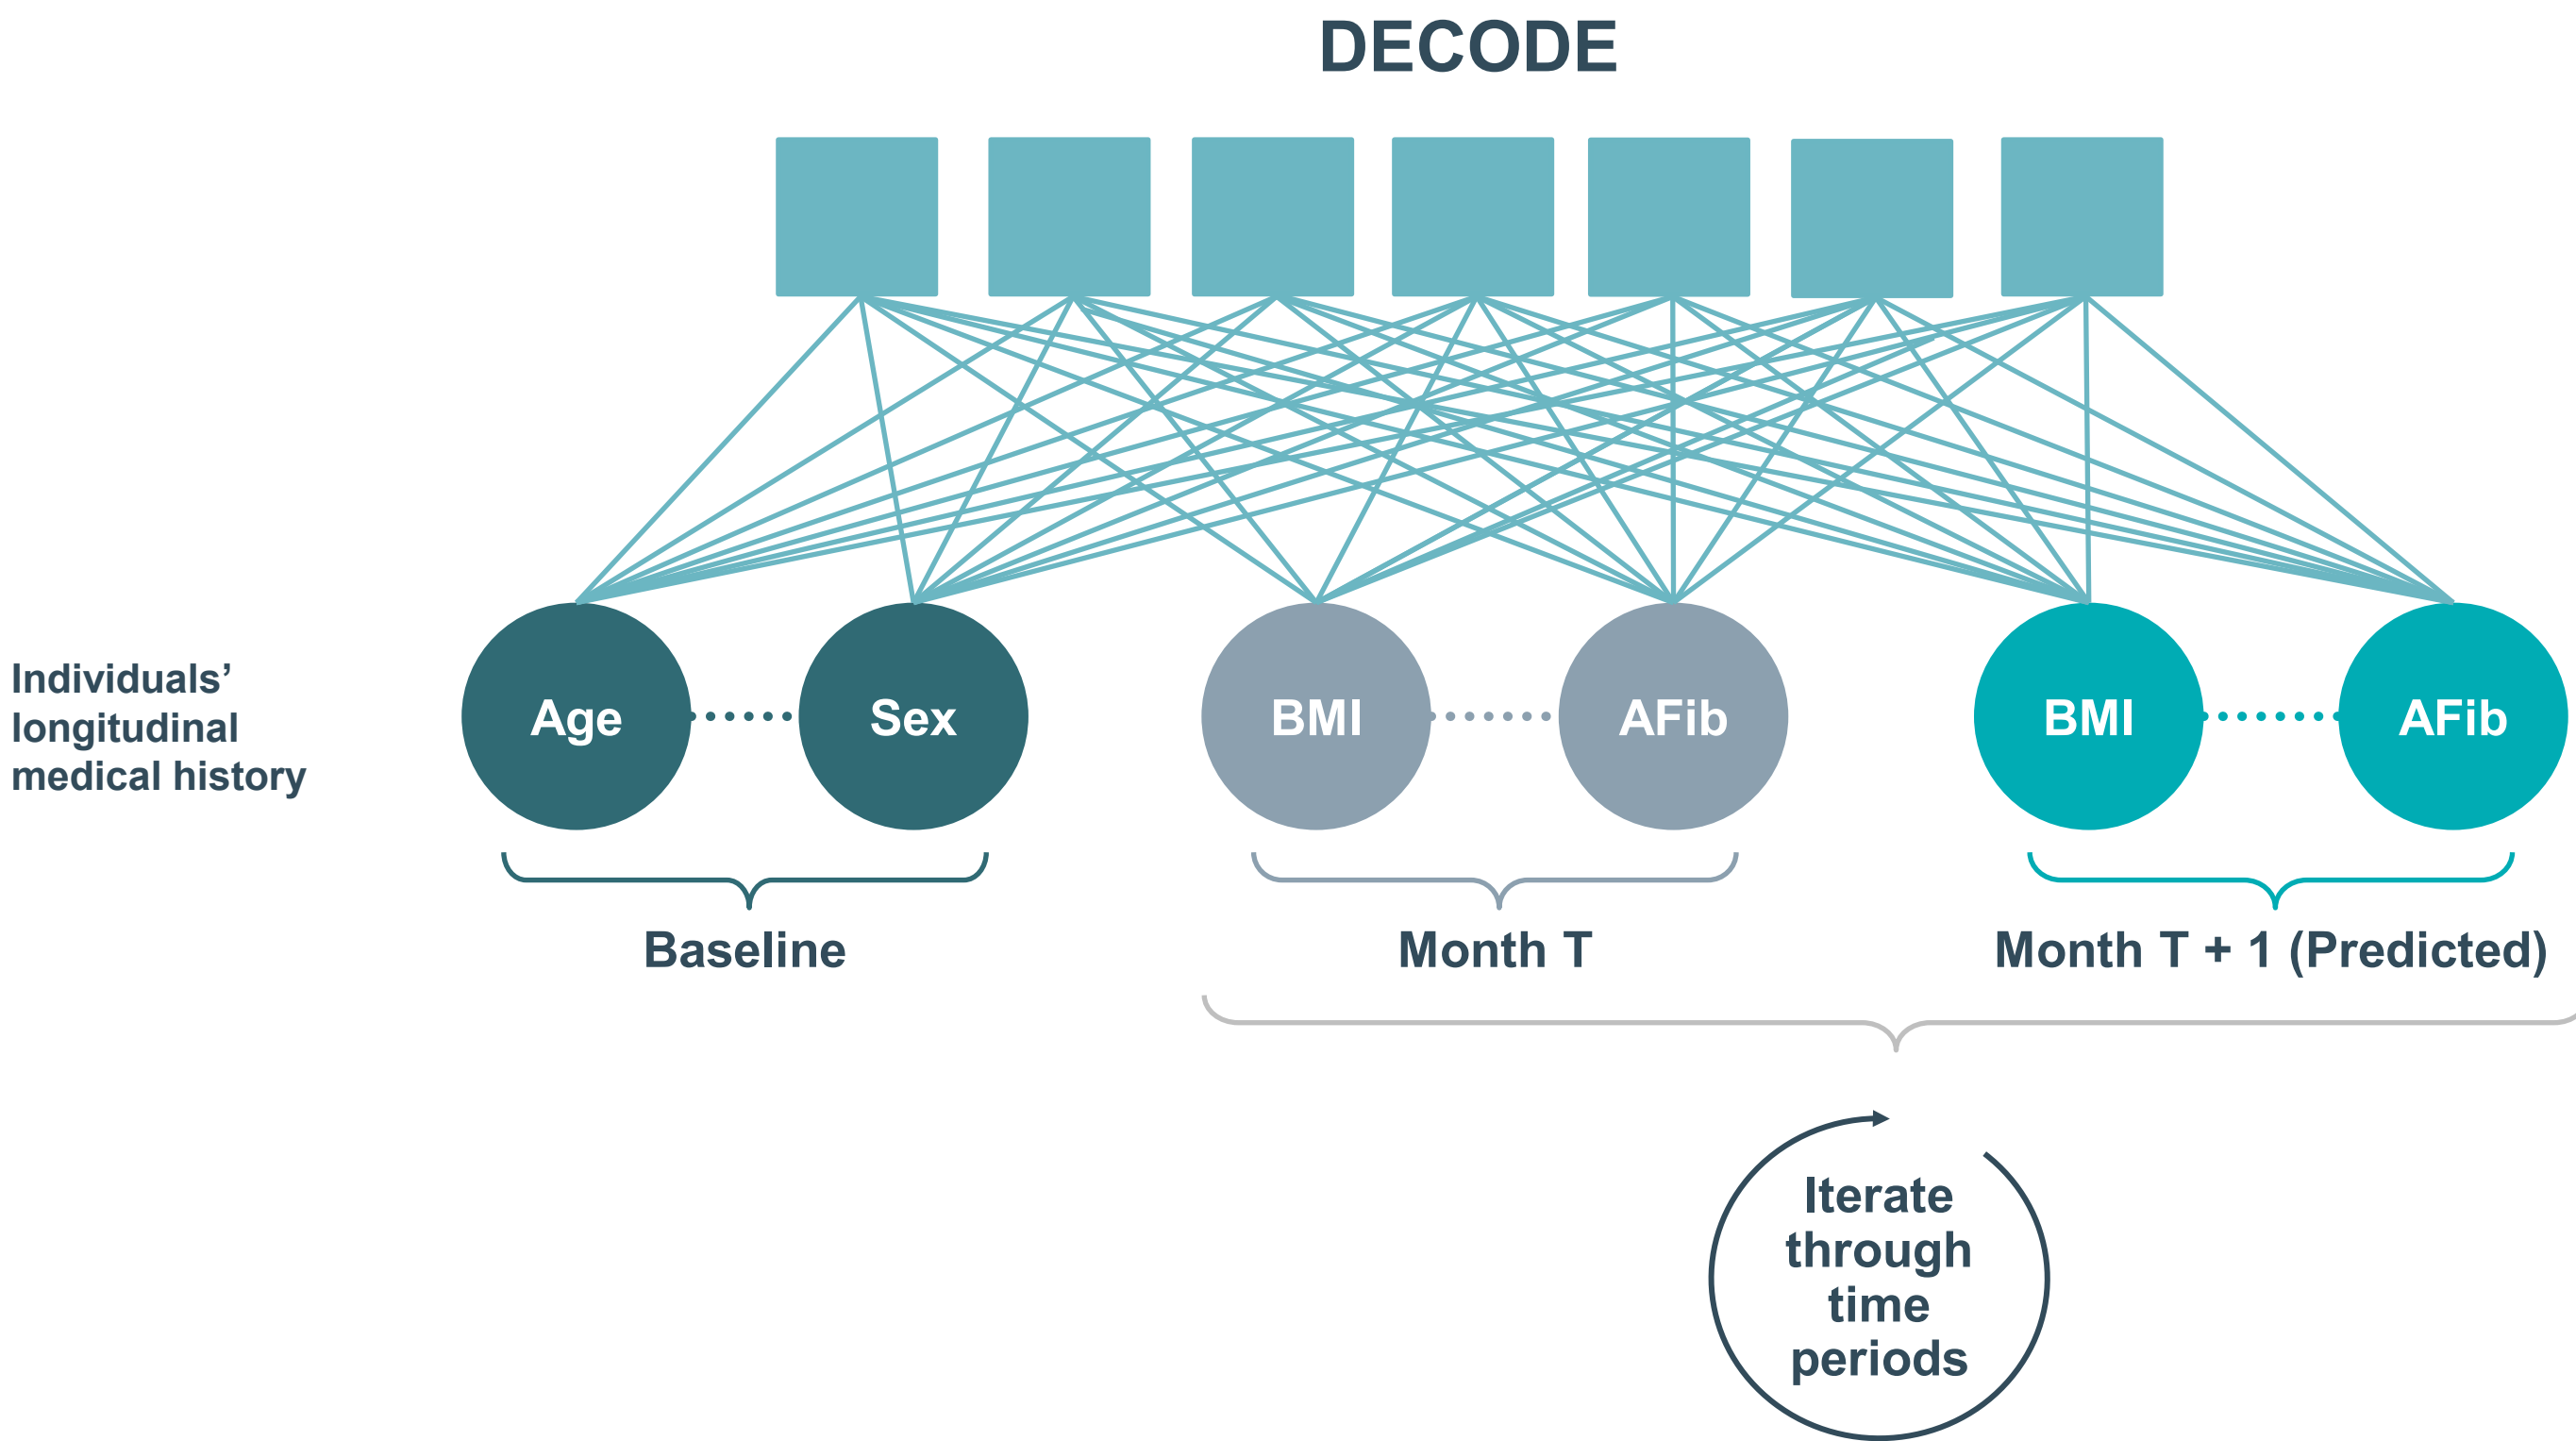 DECODE
Individuals’
longitudinal
medical history
Age
Sex
BMI
AFib
BMI
AFib
Baseline
Month T
Month T + 1 (Predicted)
Iterate
through
time
periods